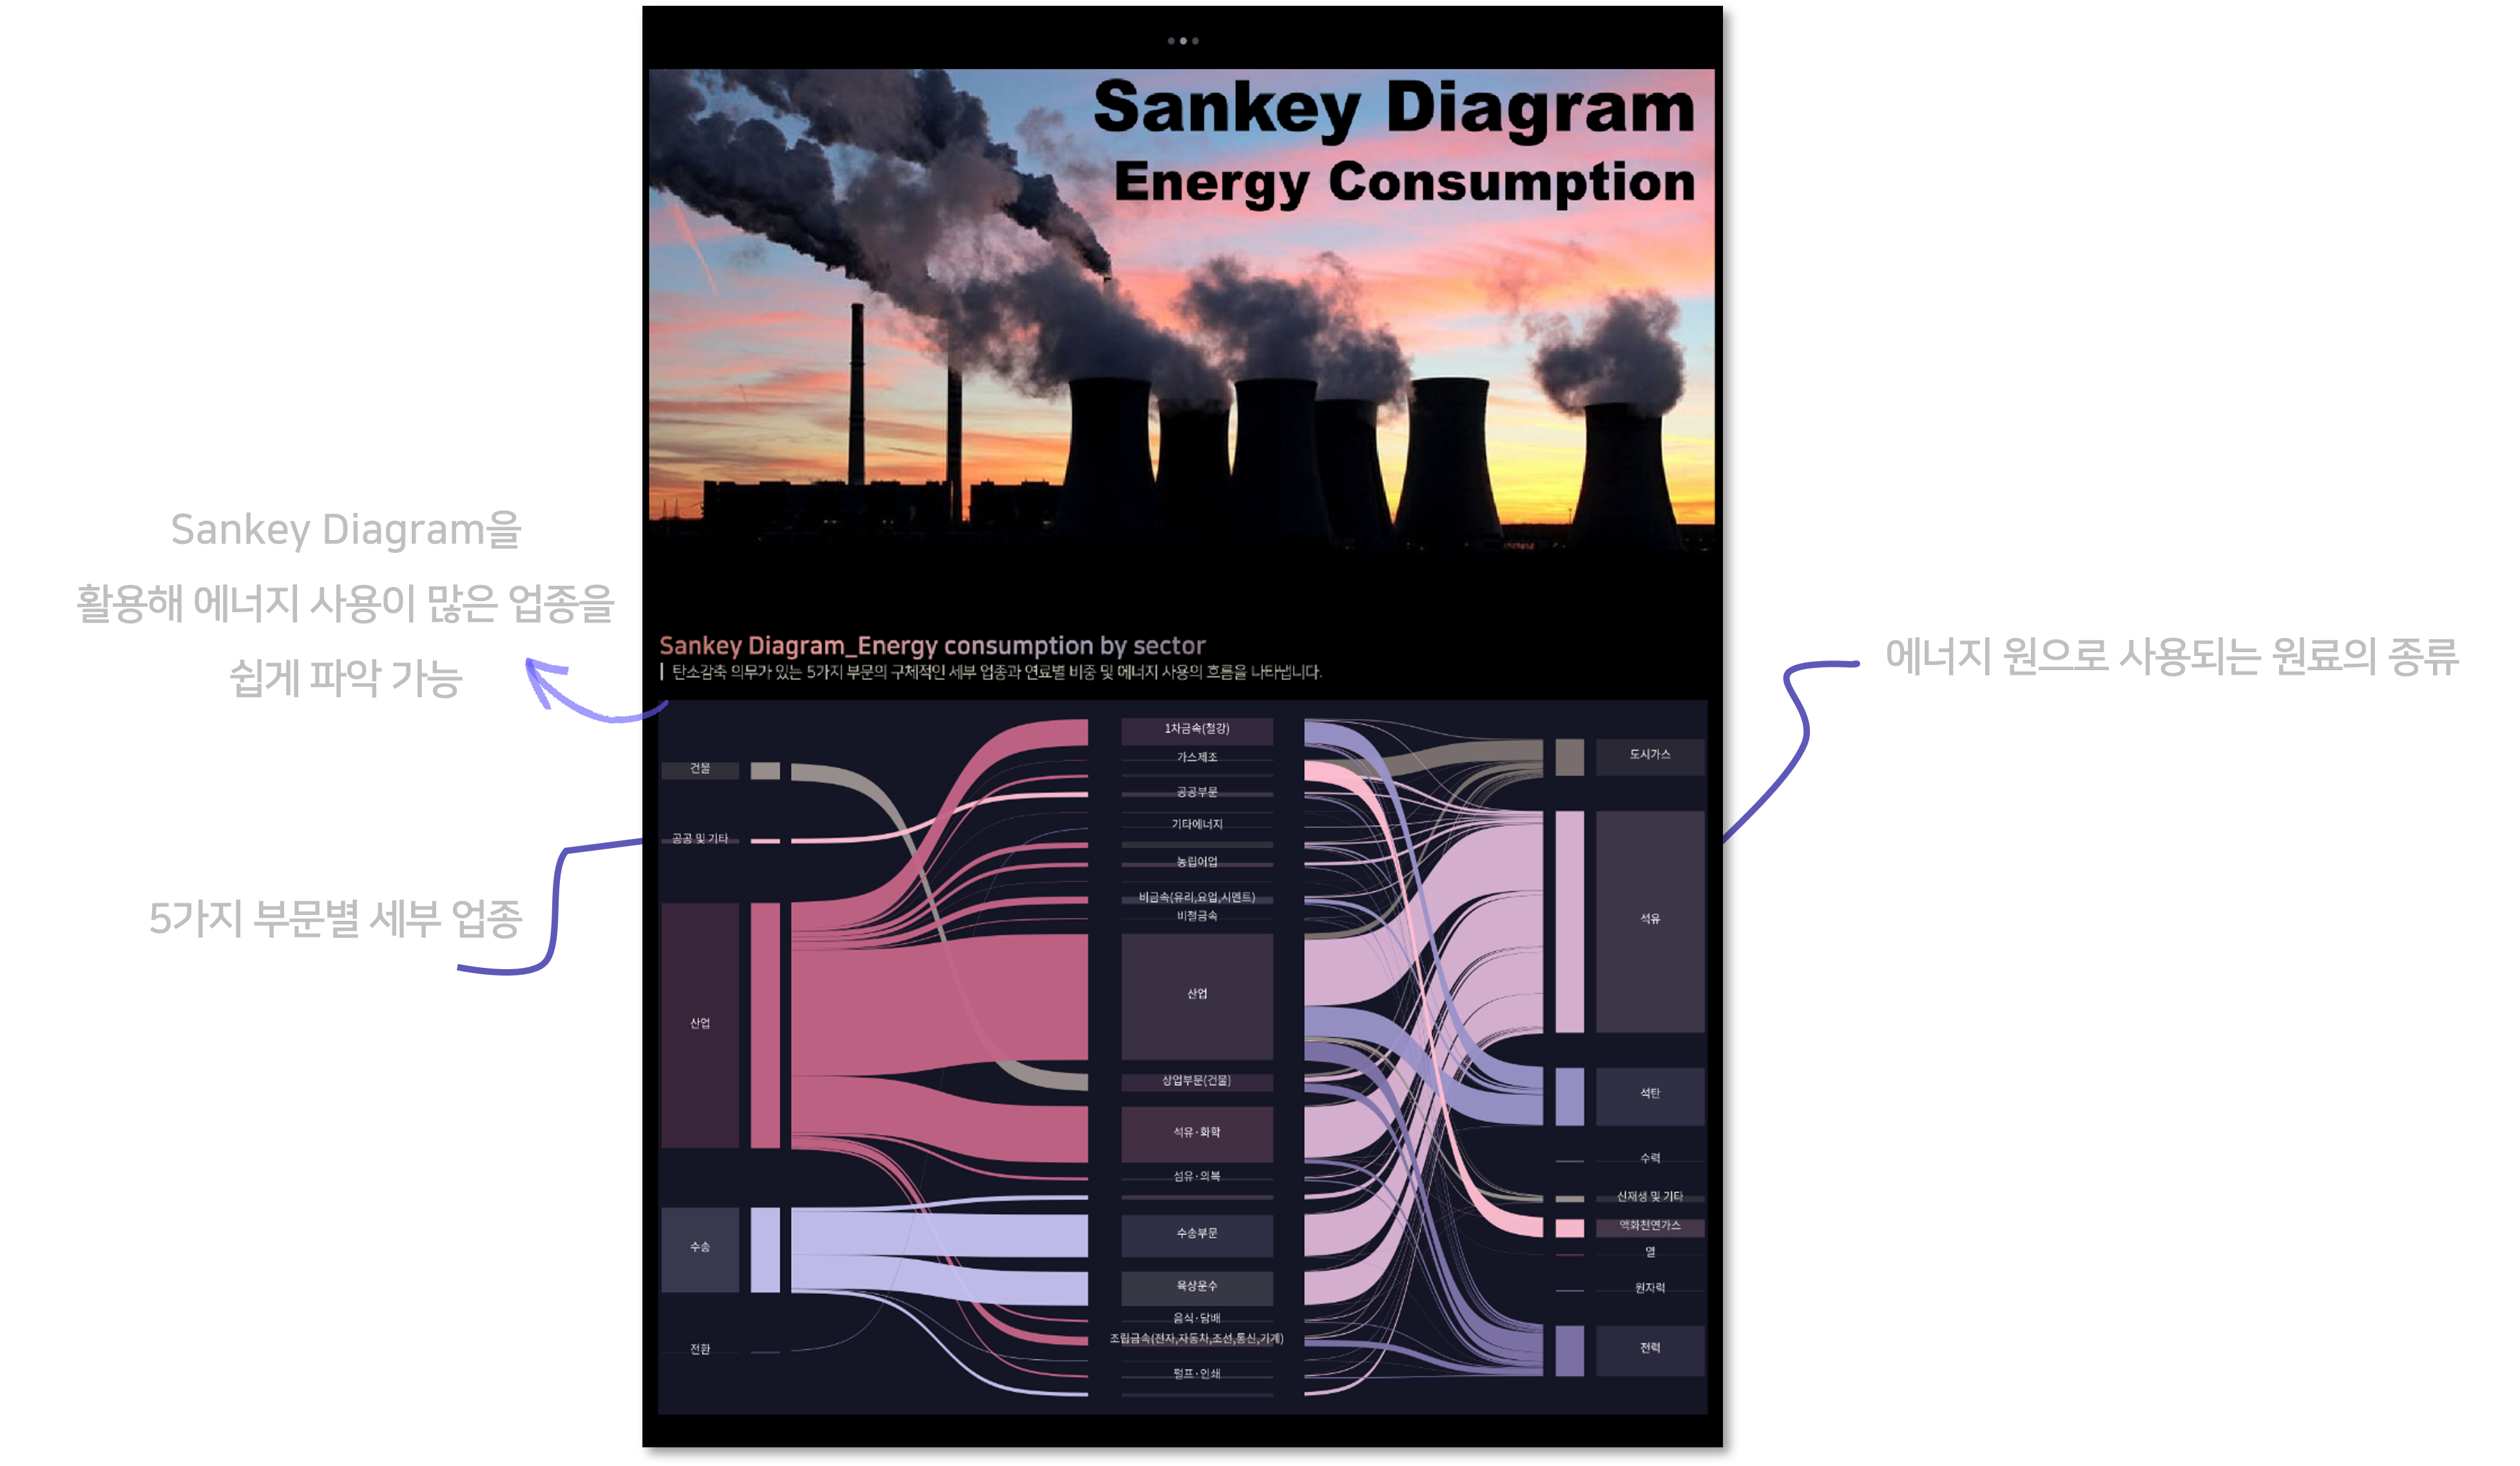 Sankey Diagram
Energy Consumption
Sankey Diagram을
활용해 에너지 사용이 많은 업종을
쉽게 파악 가능
5가지 부문별 세부 업종
에너지 원으로 사용되는 원료의 종류
Sankey Diagram_Energy consumption by sector
탄소감축 의무가 있는 5가지 부문의 구체적인 세부 업종과 연료별 비중 및 에너지 사용의 흐름을 나타냅니다.
건물
공공 및 기타
산업
수송
전환
1차금속(철강)
가스제조
공공부문
기타에너지
농림어업
비금속(유리,요업,시멘트)
비철금속
산업
상업부문(건물)
석유·화학
섬유·의복
수송부문
육상운수
음식·담배
조립금속(전자,자동차,조선,통신,기계)
펄프·인쇄
도시가스
석유
석탄
수력
신재생 및 기타
액화천연가스
열
원자력
전력